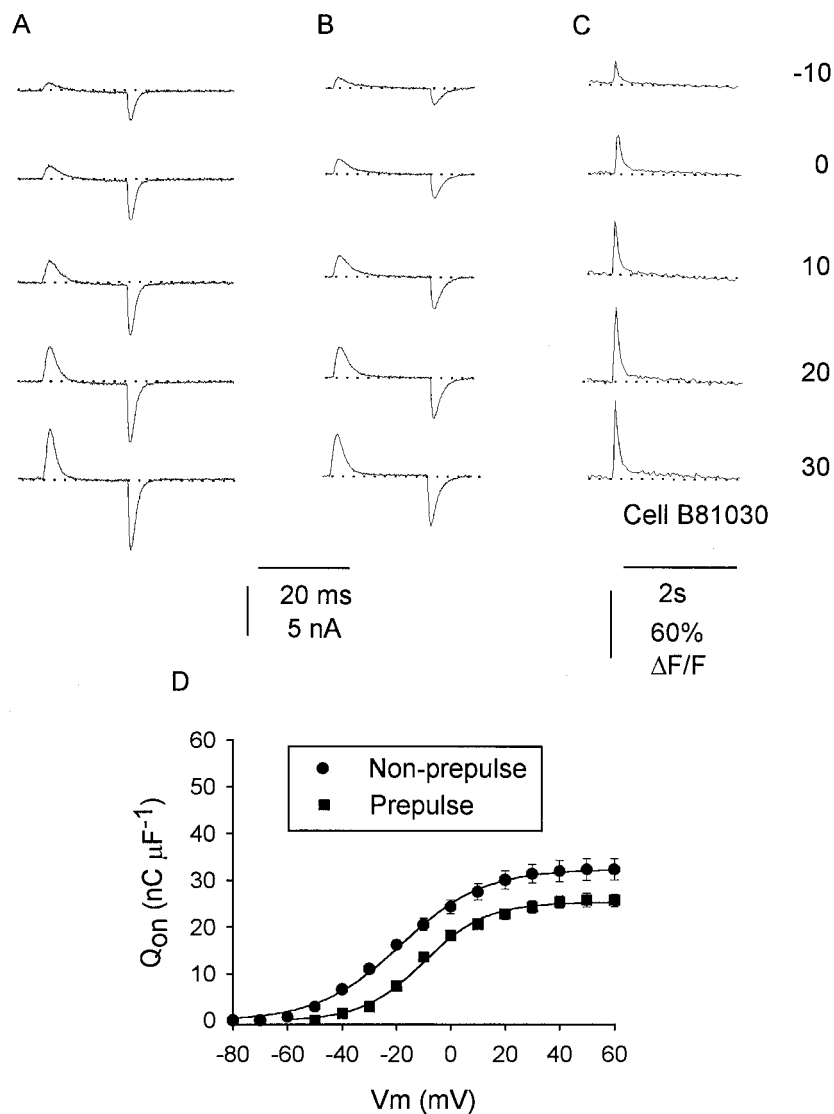 A
B
C
-10
0
10
20
30
Cell B81030
20 ms
5 nA
2s
60%
ΔF/F
D
Non-prepulse
Prepulse
60
50
40
30
20
10
0
Qon (nC μF-1)
-80 -60 -40 -20 0 20 40 60
Vm (mV)